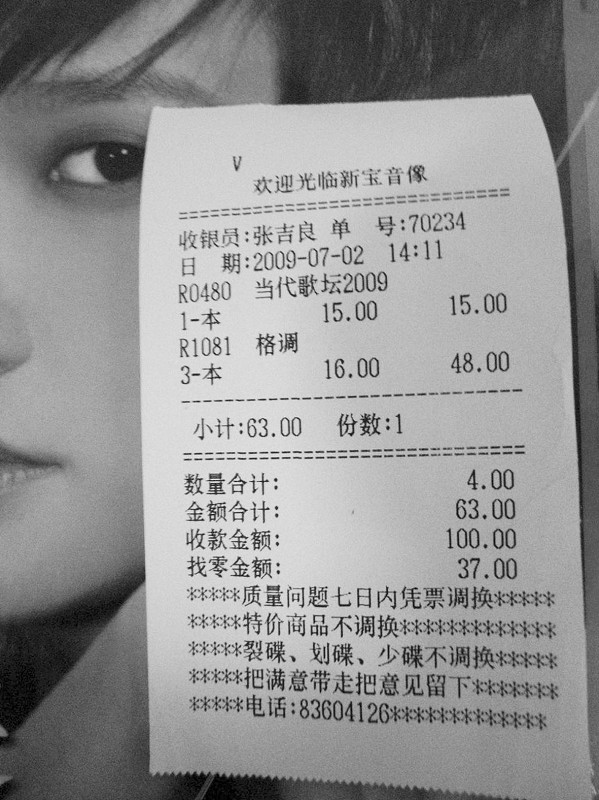 V
欢迎光临新宝音像
==============================
收银员:张吉良 单 号:70234
日 期:2009-07-02 14:11
R0480 当代歌坛2009
1-本 15.00 15.00
R1081 格调
3-本 16.00 48.00
------------------------------
小计:63.00 份数:1
==============================
数量合计: 4.00
金额合计: 63.00
收款金额: 100.00
找零金额: 37.00
*****质量问题七日内凭票调换*****
*****特价商品不调换*************
*****裂碟、划碟、少碟不调换*****
*****把满意带走把意见留下*******
*****电话:83604126*************